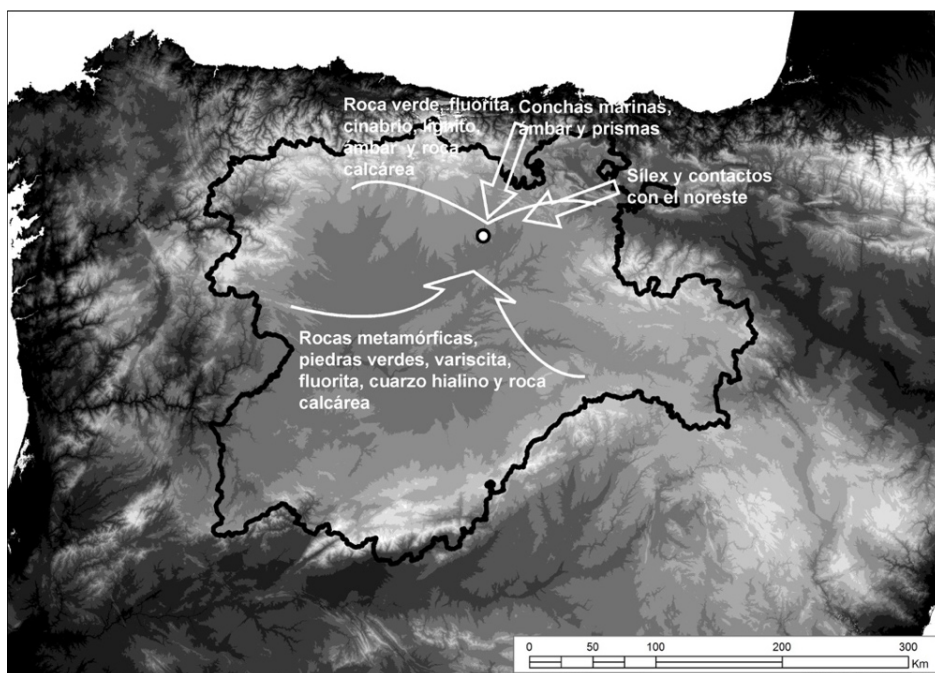 Roca verde, fluorita,
cinabrio, lignito,
ámbar y roca
calcárea
Conchas marinas,
ámbar y prismas
Sílex y contactos
con el noreste
Rocas metamórficas,
piedras verdes, variscita,
fluorita, cuarzo hialino y roca
calcárea
0 50 100 200 300
Km